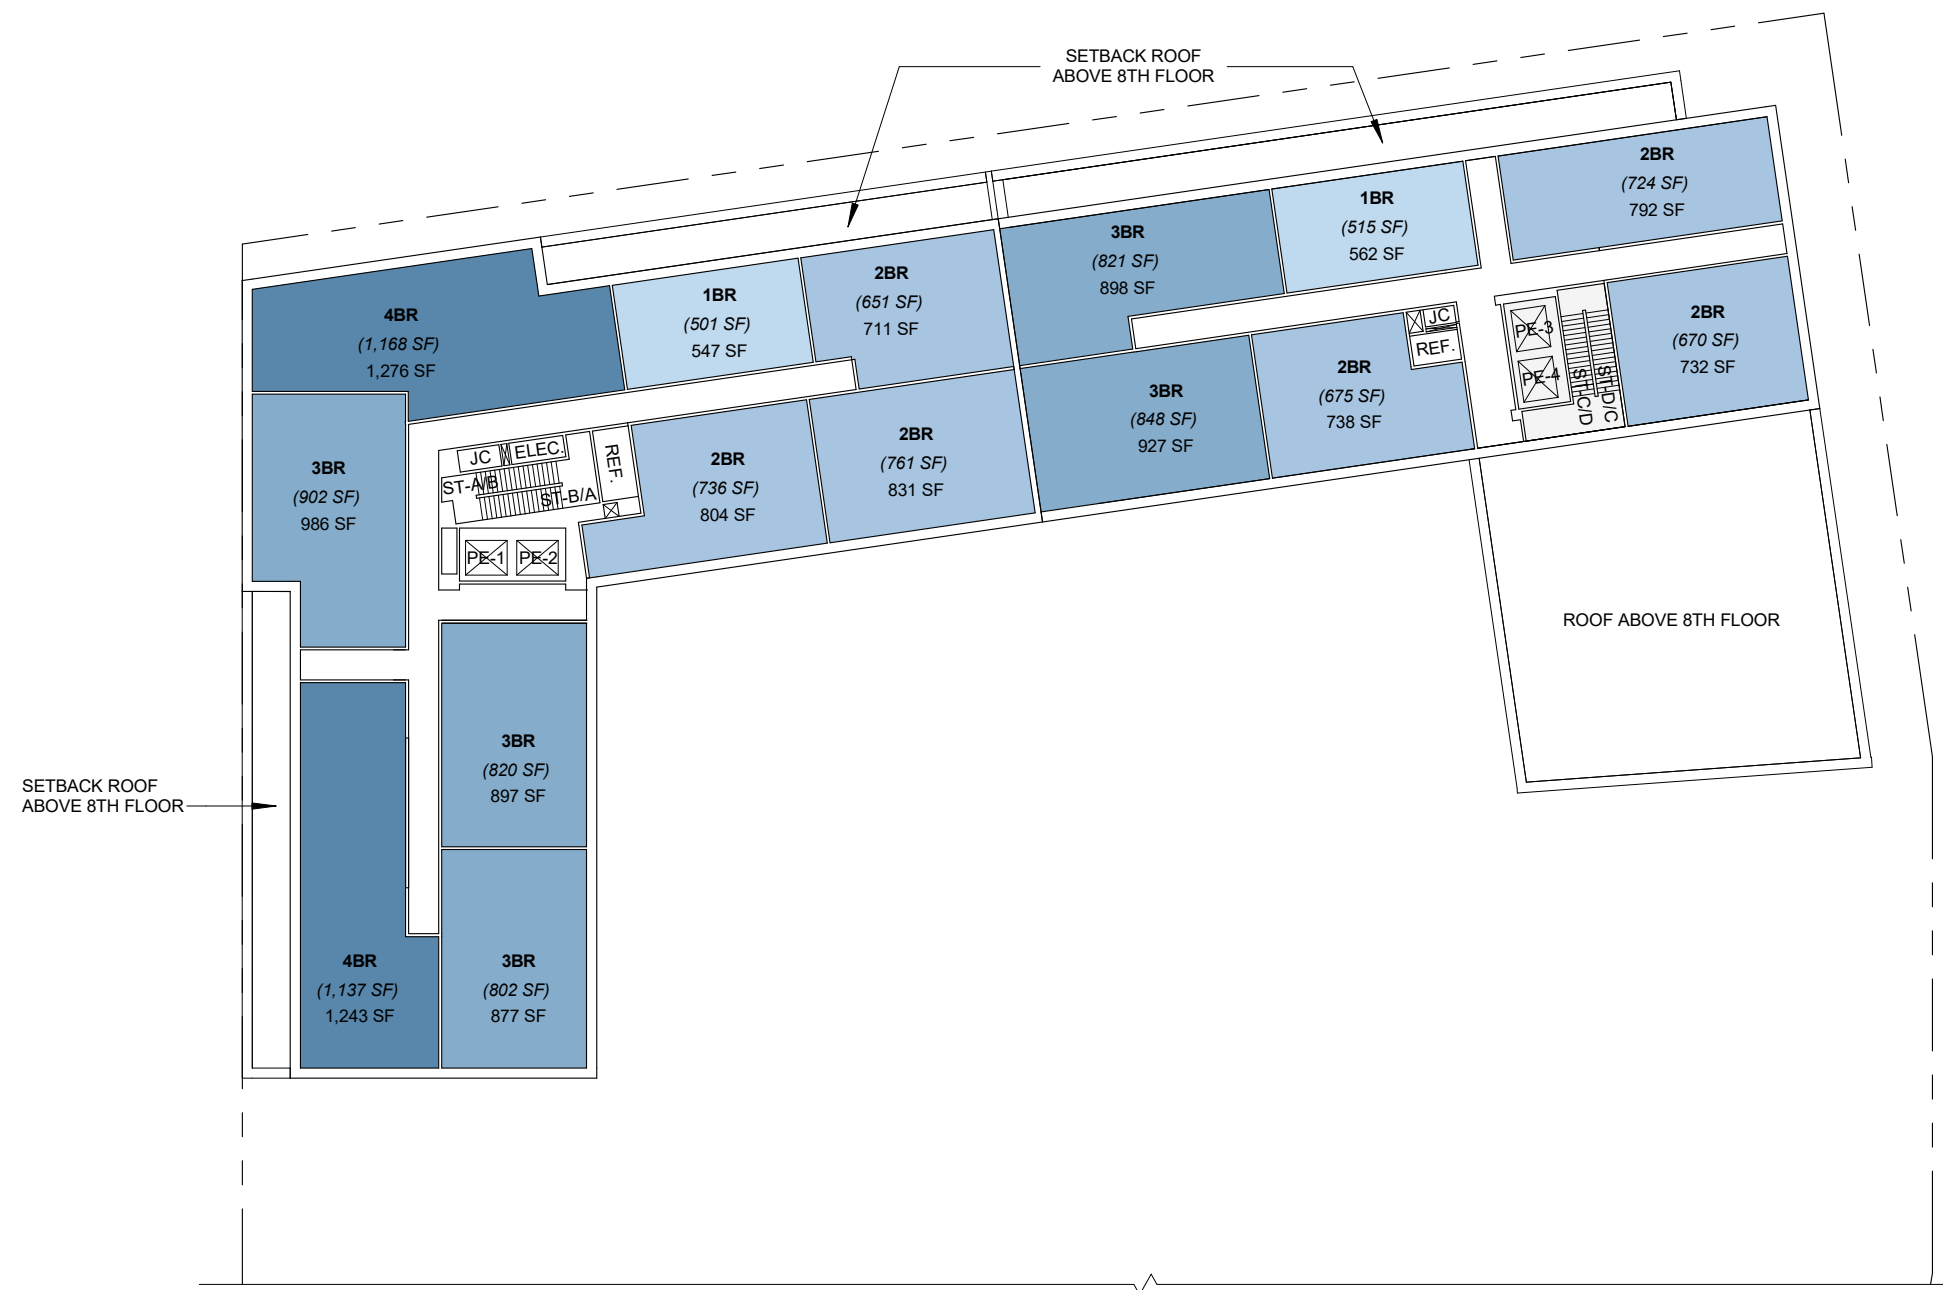 SETBACK ROOF
ABOVE 8TH FLOOR
2BR
(724 SF)
792 SF
1BR
(515 SF)
562 SF
3BR
(821 SF)
898 SF
2BR
(651 SF)
711 SF
1BR
(501 SF)
547 SF
4BR
(1,168 SF)
1,276 SF
JC
REF.
PE-3
PE-4
ST-C/D
ST-D/C
2BR
(670 SF)
732 SF
2BR
(675 SF)
738 SF
3BR
(848 SF)
927 SF
2BR
(761 SF)
831 SF
2BR
(736 SF)
804 SF
JC
ELEC.
REF.
ST-A/B
ST-B/A
PE-1
PE-2
3BR
(902 SF)
986 SF
ROOF ABOVE 8TH FLOOR
3BR
(820 SF)
897 SF
SETBACK ROOF
ABOVE 8TH FLOOR
4BR
(1,137 SF)
1,243 SF
3BR
(802 SF)
877 SF